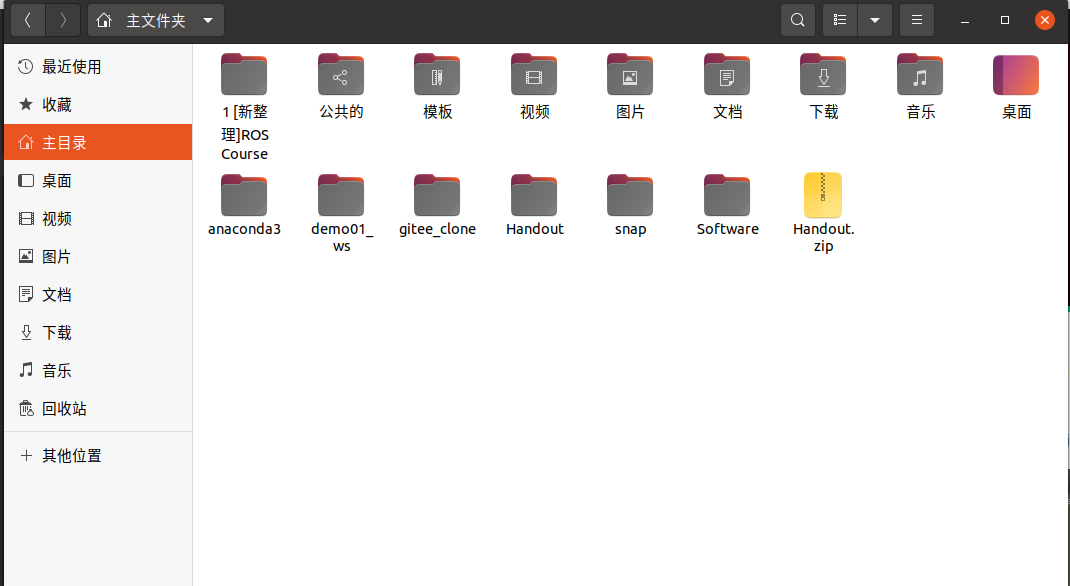 主文件夹
最近使用
收藏
主目录
桌面
视频
图片
文档
下载
音乐
回收站
其他位置
1 [新整
理]ROS
Course
公共的
模板
视频
图片
文档
下载
音乐
桌面
anaconda3
demo01_
ws
gitee_clone
Handout
snap
Software
Handout.
zip